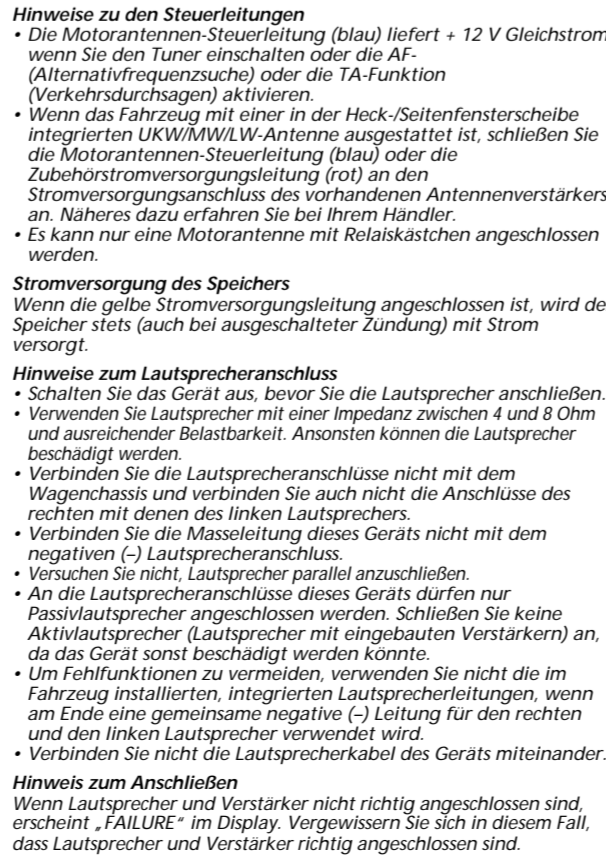 Hinweise zu den Steuerleitungen
• Die Motorantennen-Steuerleitung (blau) liefert + 12 V Gleichstrom
wenn Sie den Tuner einschalten oder die AF-
(Alternativfrequenzsuche) oder die TA-Funktion
(Verkehrsdurchsagen) aktivieren.
• Wenn das Fahrzeug mit einer in der Heck-/Seitenfensterscheibe
integrierten UKW/MW/LW-Antenne ausgestattet ist, schließen Sie
die Motorantennen-Steuerleitung (blau) oder die
Zubehörstromversorgungsleitung (rot) an den
Stromversorgungsanschluss des vorhandenen Antennenverstärkers
an. Näheres dazu erfahren Sie bei Ihrem Händler.
• Es kann nur eine Motorantenne mit Relaiskästchen angeschlossen
werden.
Stromversorgung des Speichers
Wenn die gelbe Stromversorgungsleitung angeschlossen ist, wird de
Speicher stets (auch bei ausgeschalteter Zündung) mit Strom
versorgt.
Hinweise zum Lautsprecheranschluss
• Schalten Sie das Gerät aus, bevor Sie die Lautsprecher anschließen.
• Verwenden Sie Lautsprecher mit einer Impedanz zwischen 4 und 8 Ohm
und ausreichender Belastbarkeit. Ansonsten können die Lautsprecher
beschädigt werden.
• Verbinden Sie die Lautsprecheranschlüsse nicht mit dem
Wagenchassis und verbinden Sie auch nicht die Anschlüsse des
rechten mit denen des linken Lautsprechers.
• Verbinden Sie die Masseleitung dieses Geräts nicht mit dem
negativen (–) Lautsprecheranschluss.
• Versuchen Sie nicht, Lautsprecher parallel anzuschließen.
• An die Lautsprecheranschlüsse dieses Geräts dürfen nur
Passivlautsprecher angeschlossen werden. Schließen Sie keine
Aktivlautsprecher (Lautsprecher mit eingebauten Verstärkern) an,
da das Gerät sonst beschädigt werden könnte.
• Um Fehlfunktionen zu vermeiden, verwenden Sie nicht die im
Fahrzeug installierten, integrierten Lautsprecherleitungen, wenn
am Ende eine gemeinsame negative (–) Leitung für den rechten
und den linken Lautsprecher verwendet wird.
• Verbinden Sie nicht die Lautsprecherkabel des Geräts miteinander.
Hinweis zum Anschließen
Wenn Lautsprecher und Verstärker nicht richtig angeschlossen sind,
erscheint „FAILURE“ im Display. Vergewissern Sie sich in diesem Fall,
dass Lautsprecher und Verstärker richtig angeschlossen sind.